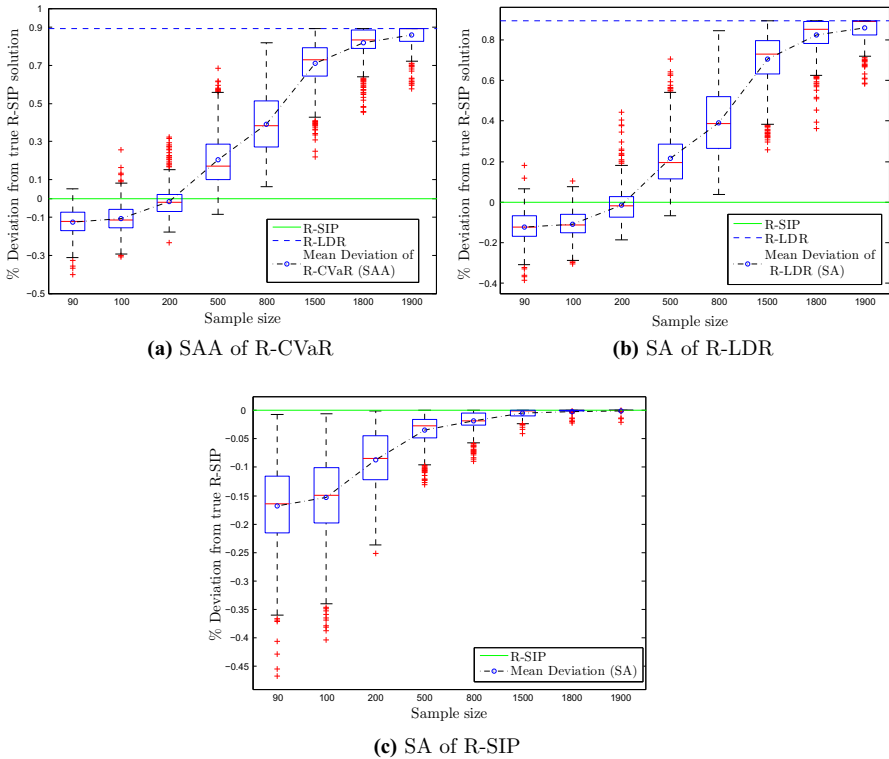 % Deviation from true R-SIP solution
0.9
0.7
0.5
0.3
0.1
0
−0.1
−0.3
−0.5
90 100 200 500 800 1500 1800 1900
Sample size
R-SIP
R-LDR
Mean Deviation of
R-CVaR (SAA)
(a) SAA of R-CVaR
% Deviation from true R-SIP solution
0.8
0.6
0.4
0.2
0
−0.2
−0.4
90 100 200 500 800 1500 1800 1900
Sample size
R-SIP
R-LDR
Mean Deviation of
R-LDR (SA)
(b) SA of R-LDR
% Deviation from true R-SIP
0
−0.05
−0.1
−0.15
−0.2
−0.25
−0.3
−0.35
−0.4
−0.45
90 100 200 500 800 1500 1800 1900
Sample size
R-SIP
Mean Deviation (SA)
(c) SA of R-SIP